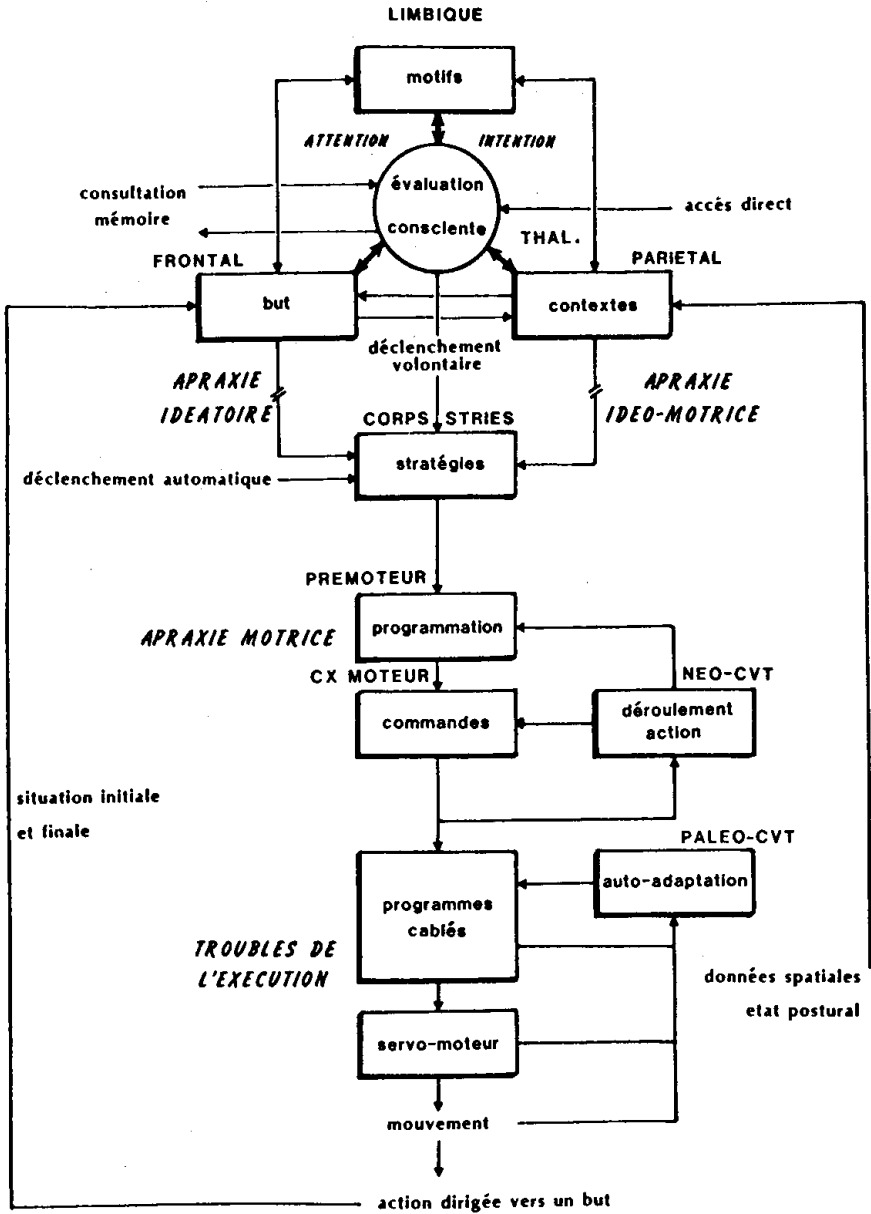 LIMBIQUE
motifs
ATTENTION
INTENTION
évaluation
consciente
consultation
mémoire
accès direct
THAL.
FRONTAL
PARIETAL
but
contextes
déclenchement
volontaire
APRAXIE
IDEATOIRE
APRAXIE
IDEO-MOTRICE
CORPS STRIES
stratégies
déclenchement automatique
PREMOTEUR
programmation
APRAXIE MOTRICE
CX MOTEUR
NEO-CVT
commandes
déroulement
action
situation initiale
et finale
PALEO-CVT
auto-adaptation
programmes
cablés
TROUBLES DE
L'EXECUTION
données spatiales
etat postural
servo-moteur
mouvement
action dirigée vers un but